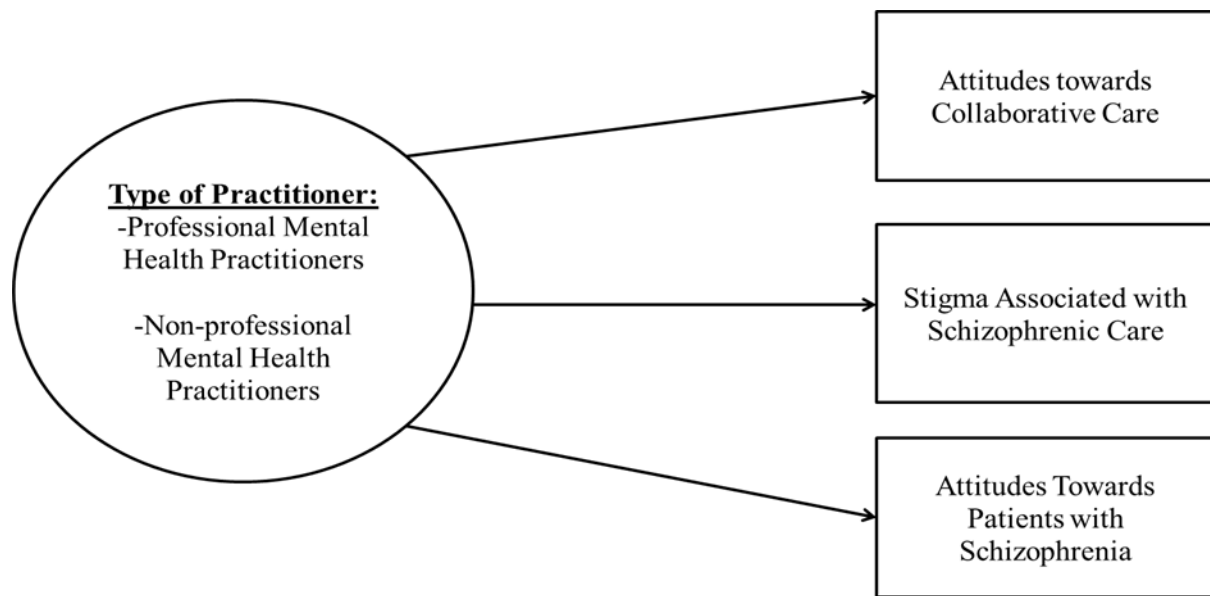 Type of Practitioner:
-Professional Mental
Health Practitioners
-Non-professional
Mental Health
Practitioners
Attitudes towards
Collaborative Care
Stigma Associated with
Schizophrenic Care
Attitudes Towards
Patients with
Schizophrenia